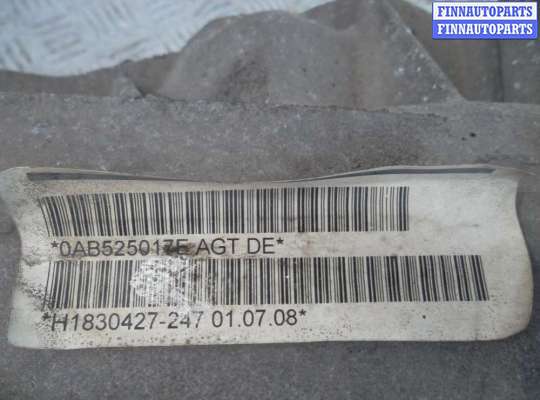 FINNAUTOPARTS
FINNAUTOPARTS
*0AB525017E AGT DE*
*H1830427-247 01.07.08*